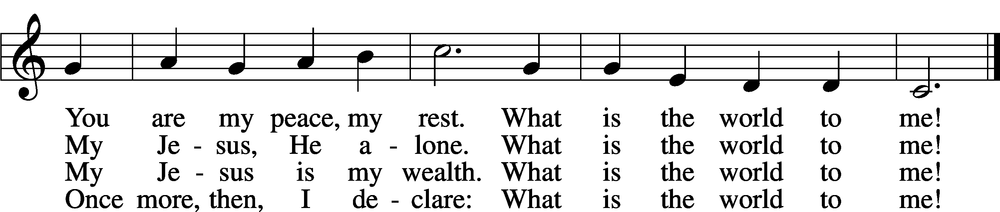 You are my peace, my rest. What is the world to me!
My Je - sus, He a - lone. What is the world to me!
My Je - sus is my wealth. What is the world to me!
Once more, then, I de - clare: What is the world to me!